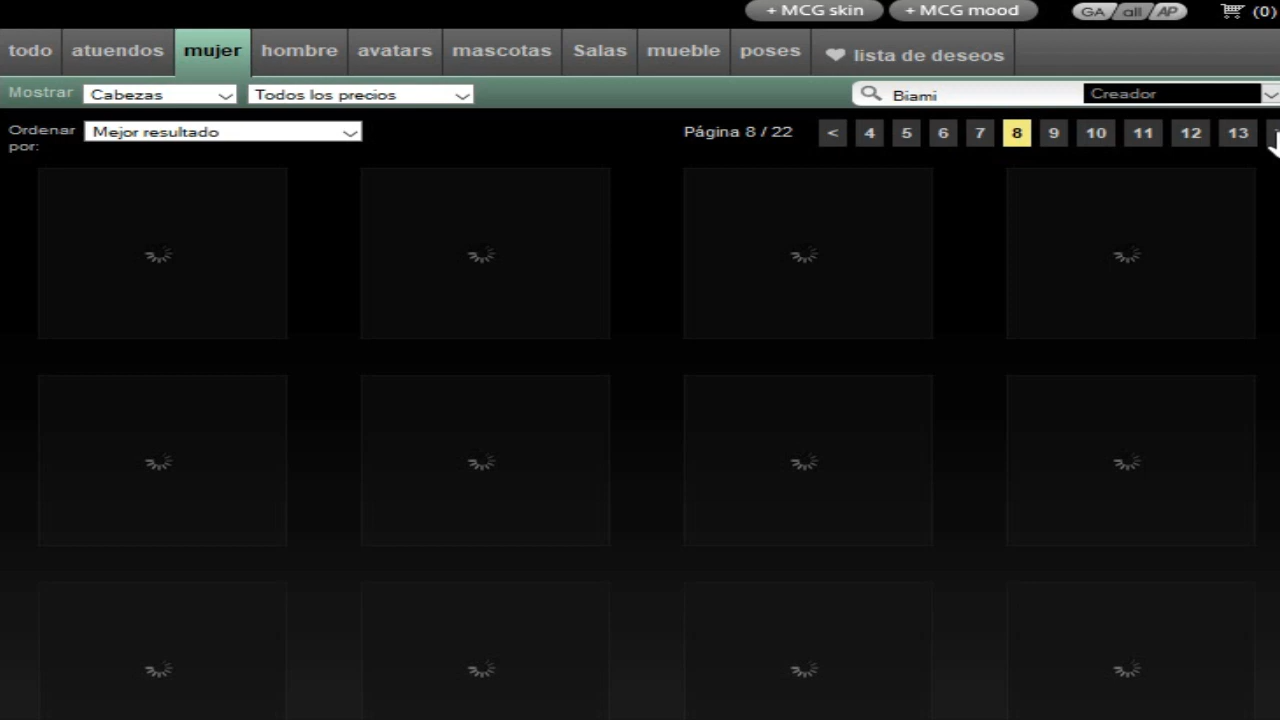 + MCG skin + MCG mood GA all AP (0)
todo atuendos mujer hombre avatars mascotas Salas mueble poses lista de deseos
Mostrar Cabezas Todos los precios Biami Creador
Ordenar por: Mejor resultado Página 8 / 22 < 4 5 6 7 8 9 10 11 12 13